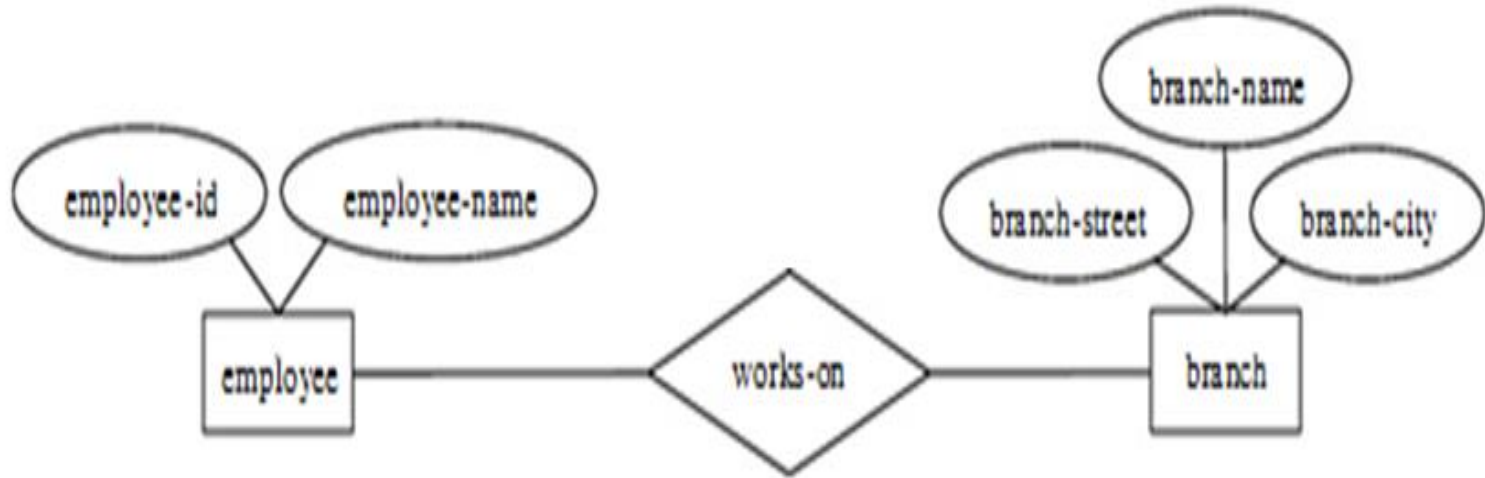 branch-name
employee-id
employee-name
branch-street
branch-city
employee
works-on
branch